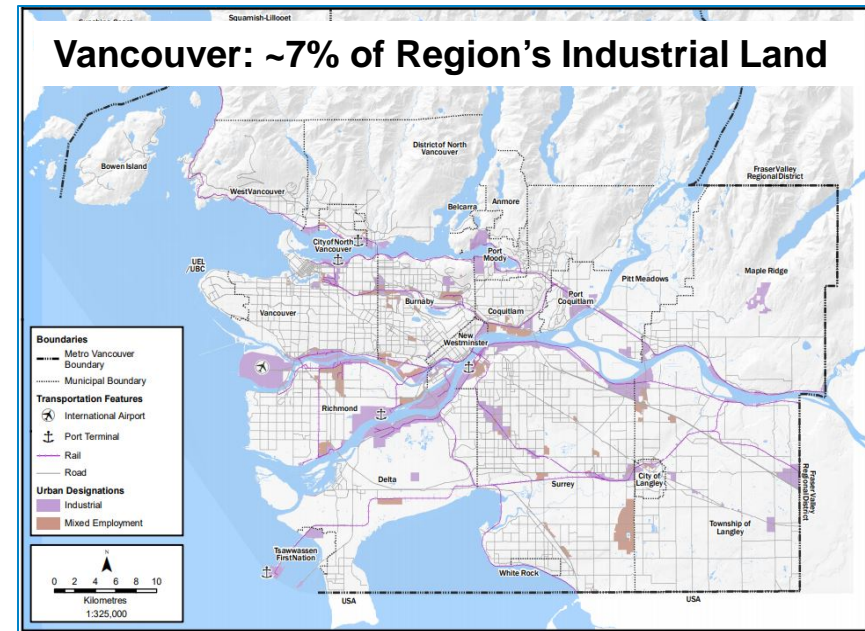 Squamish-Lillooet
Vancouver: ~7% of Region's Industrial Land
Bowen Island
District of North
Vancouver
Fraser Valley
Regional District
West Vancouver
Belcarra
Anmore
City of North
Vancouver
Port
Moody
UEL
UBC
Pitt Meadows
Maple Ridge
Port
Coquitlam
Burnaby
Coquitlam
Vancouver
New
Westminster
Richmond
Delta
Surrey
City of
Langley
Fraser Valley
Regional District
Township of
Langley
Tsawwassen
First Nation
White Rock
USA
USA
Boundaries
Metro Vancouver
Boundary
Municipal Boundary
Transportation Features
International Airport
Port Terminal
Rail
Road
Urban Designations
Industrial
Mixed Employment
N
0 2 4 6 8 10
Kilometres
1:325,000